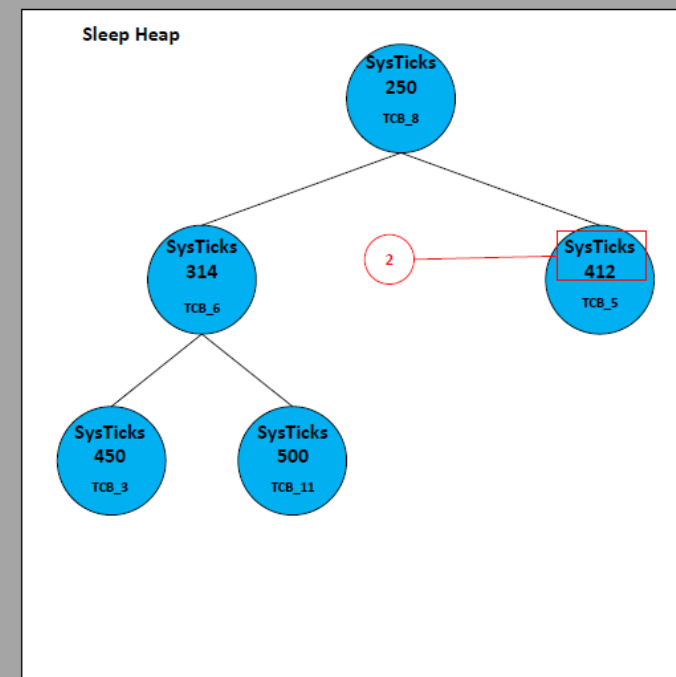 Sleep Heap
SysTicks
250
TCB_8
SysTicks
314
TCB_6
2
SysTicks
412
TCB_5
SysTicks
450
TCB_3
SysTicks
500
TCB_11